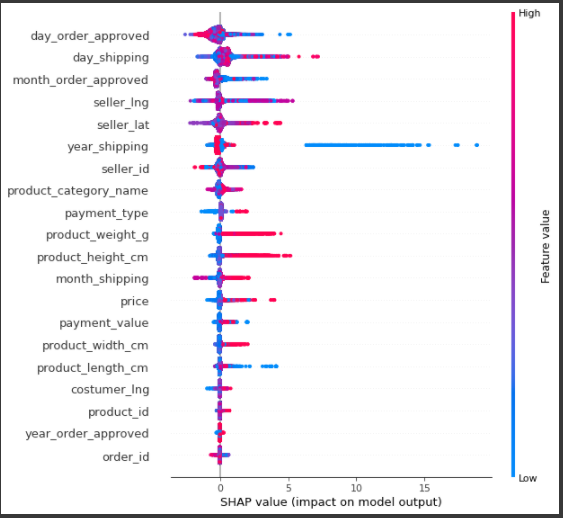 High
day_order_approved
day_shipping
month_order_approved
seller_lng
seller_lat
year_shipping
seller_id
product_category_name
payment_type
product_weight_g
product_height_cm
month_shipping
price
payment_value
product_width_cm
product_length_cm
costumer_lng
product_id
year_order_approved
order_id
Feature value
Low
0 5 10 15
SHAP value (impact on model output)